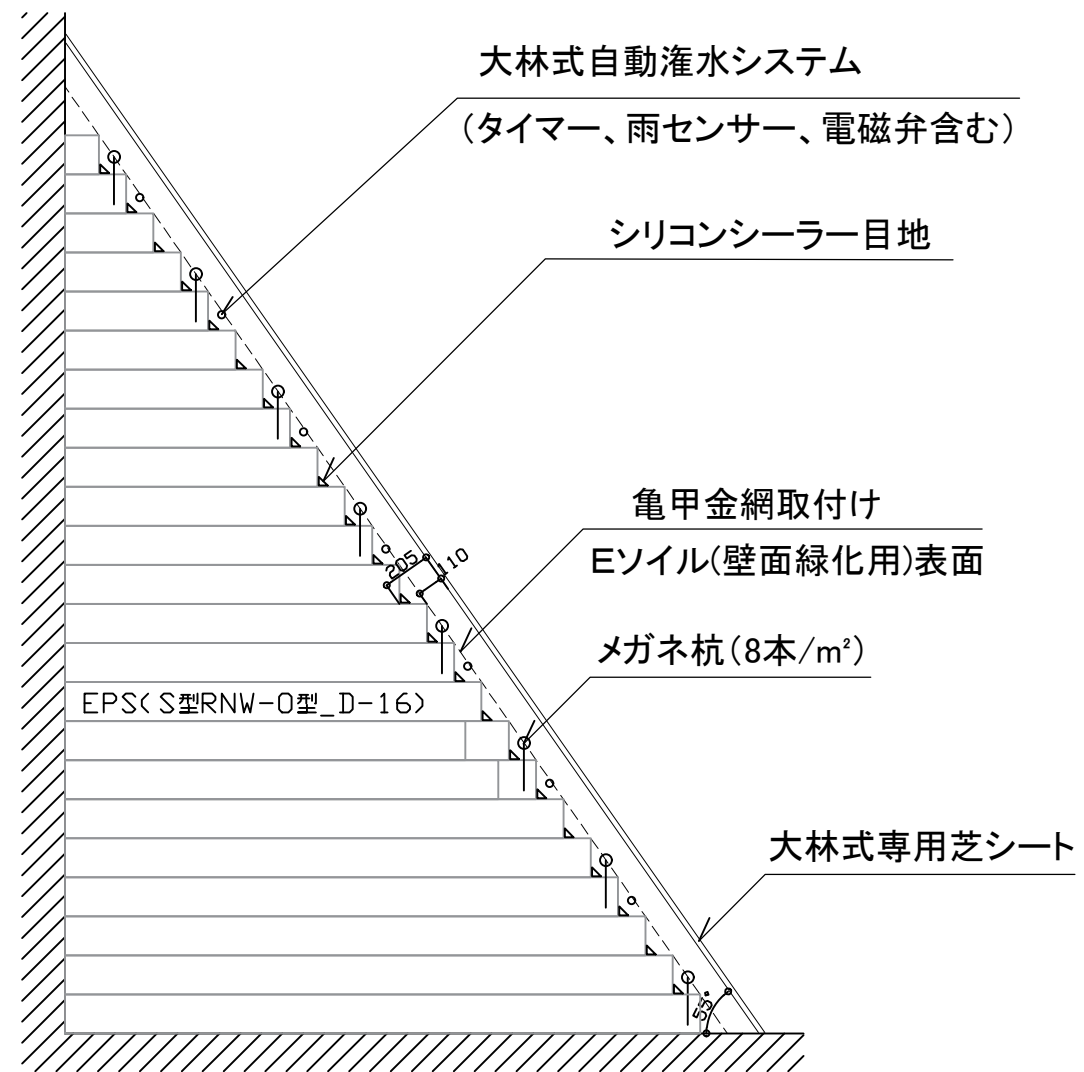 大林式自動潅水システム
（タイマー、雨センサー、電磁弁含む）
シリコンシーラー目地
亀甲金網取付け
Eソイル(壁面緑化用)表面
205
110
メガネ杭（8本/m²）
EPS(S型RNW-O型_D-16)
大林式専用芝シート
55°